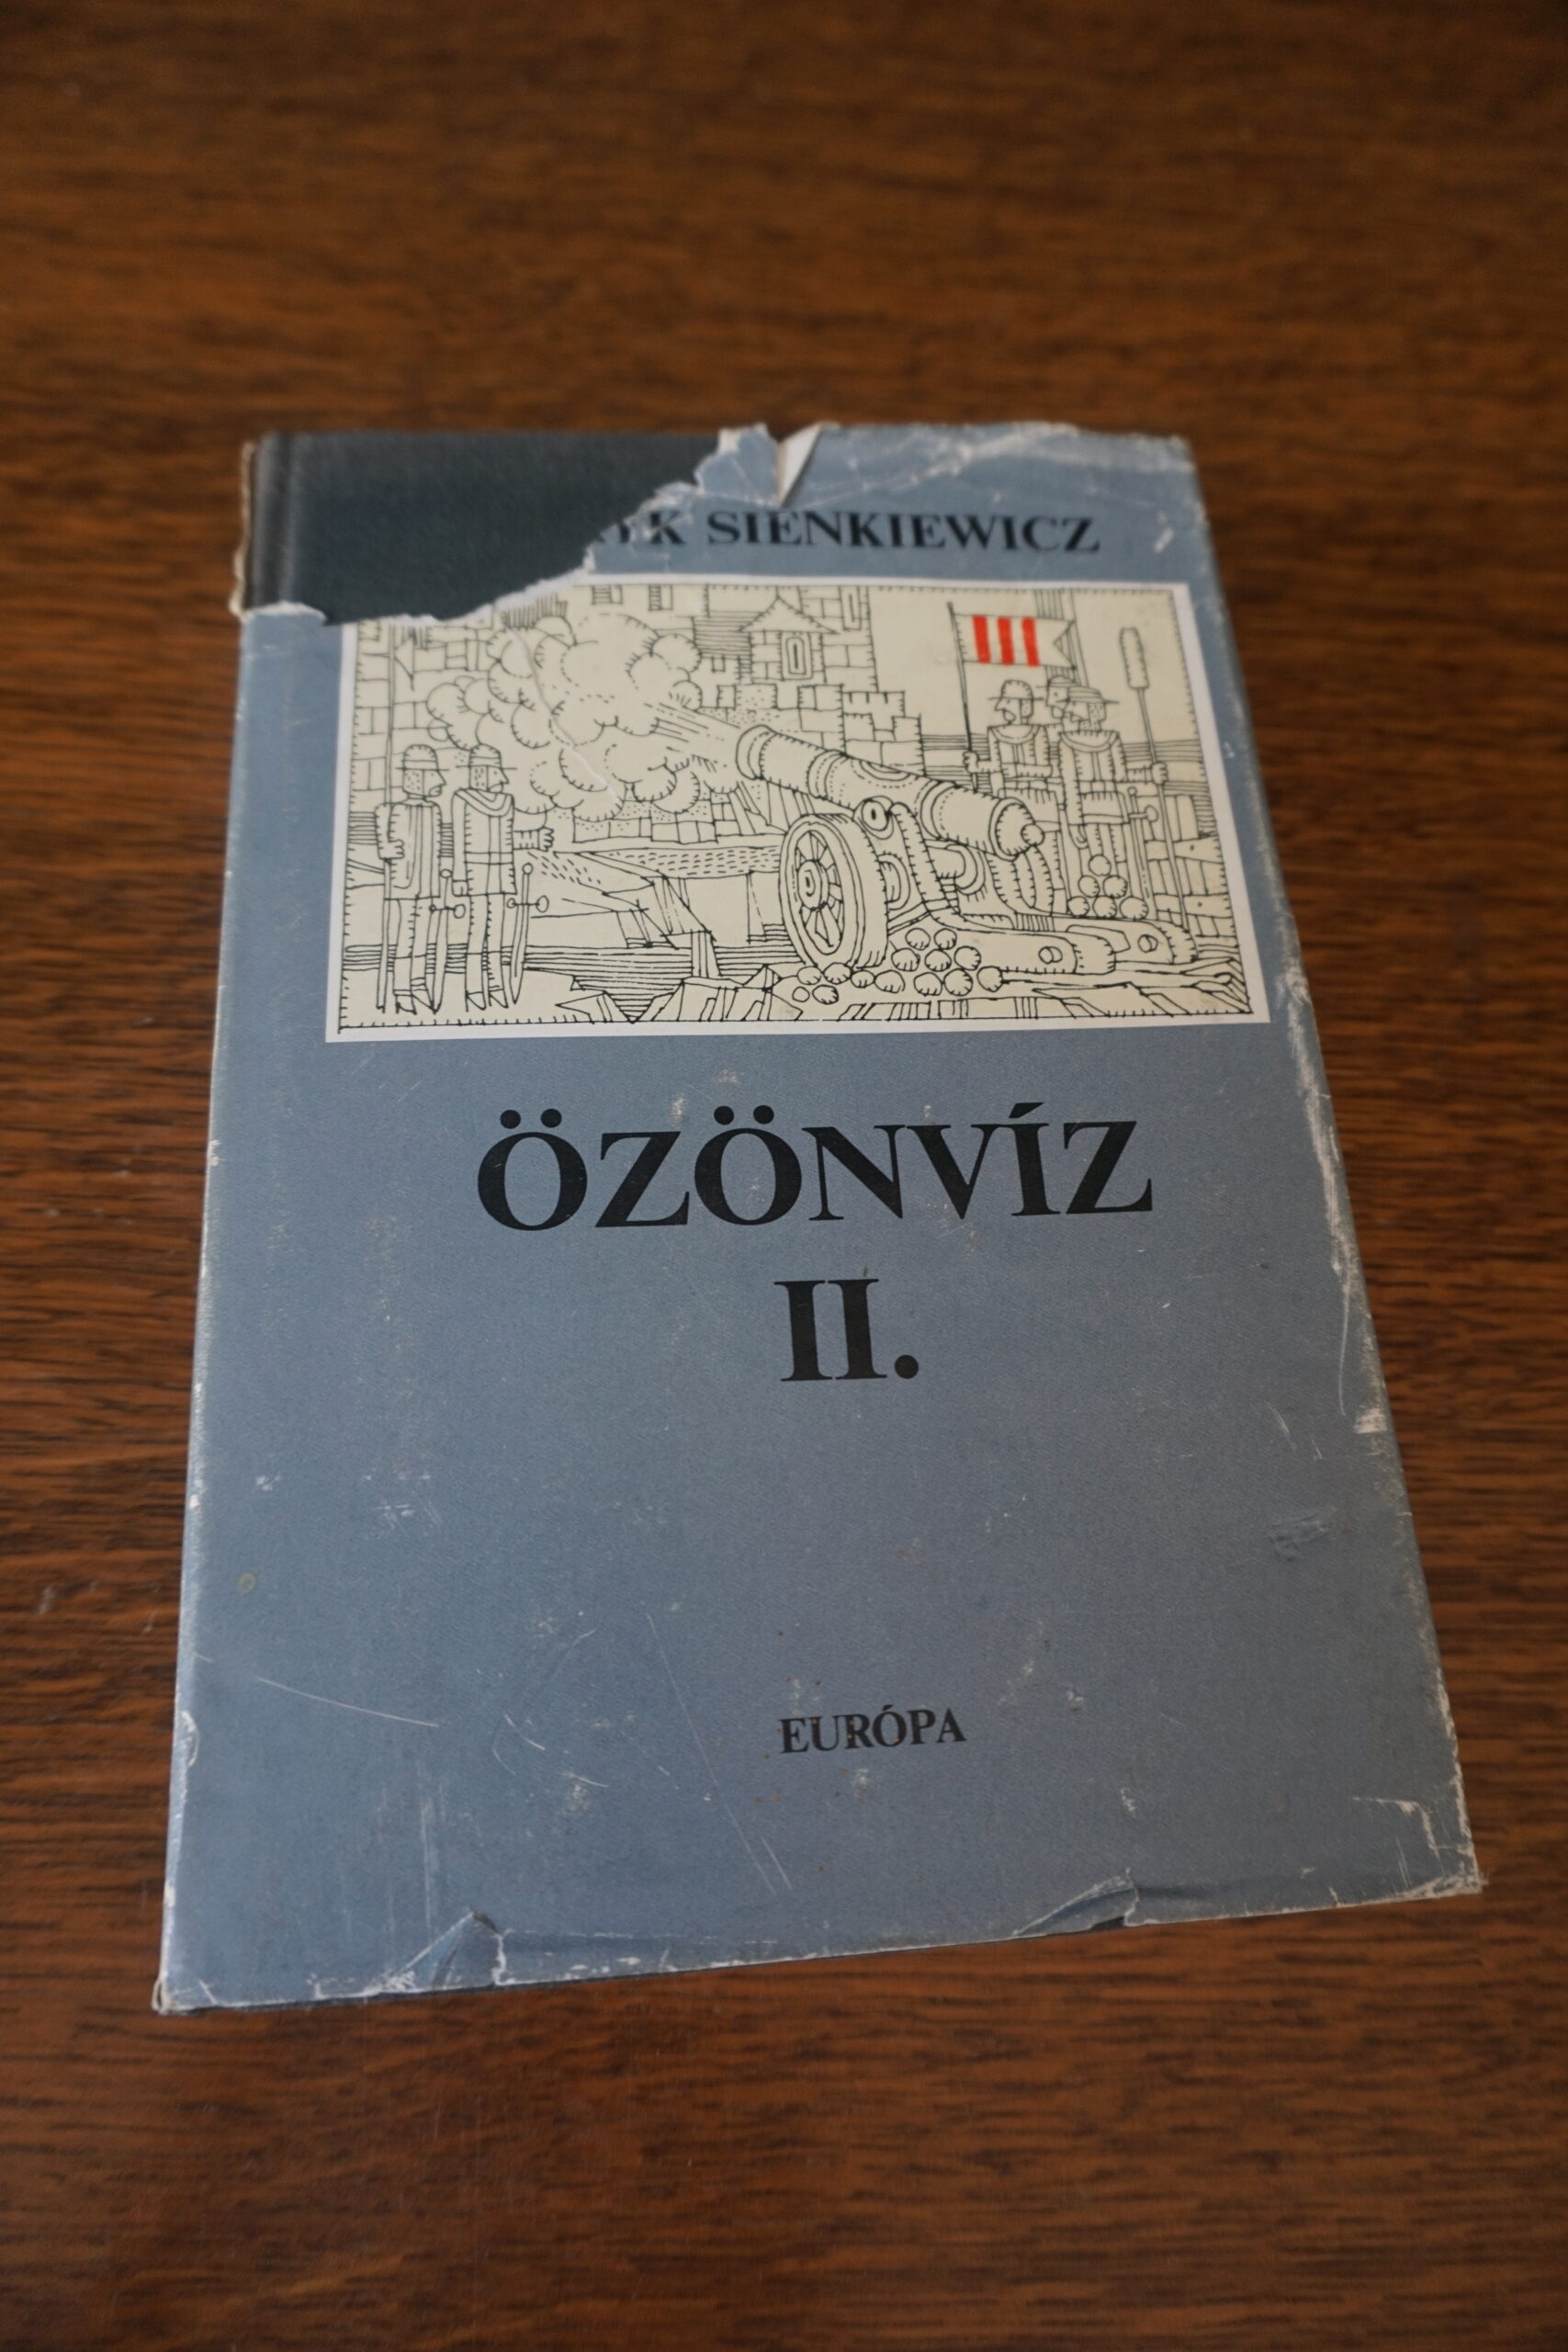 SIENKIEWICZ
ÖZÖNVÍZ
II.
EURÓPA